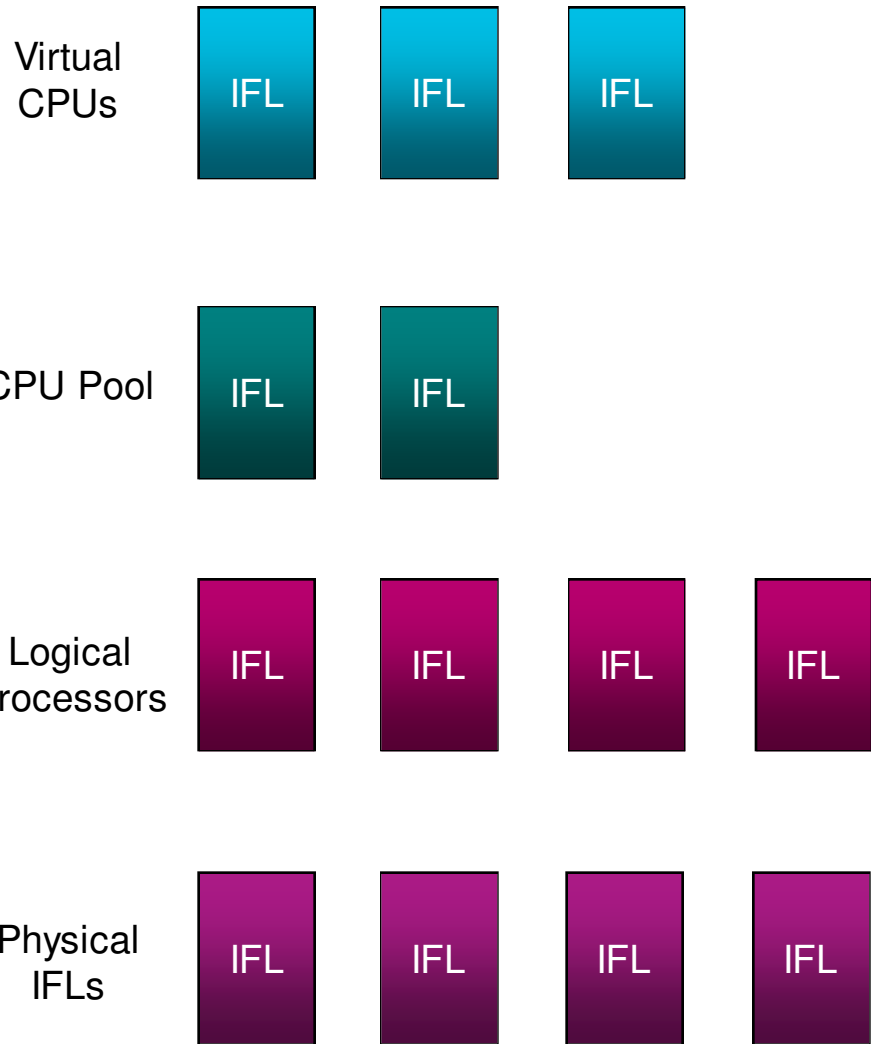 Virtual
CPUs
IFL IFL IFL
CPU Pool
IFL IFL
Logical
rocessors
IFL IFL IFL IFL
Physical
IFLs
IFL IFL IFL IFL